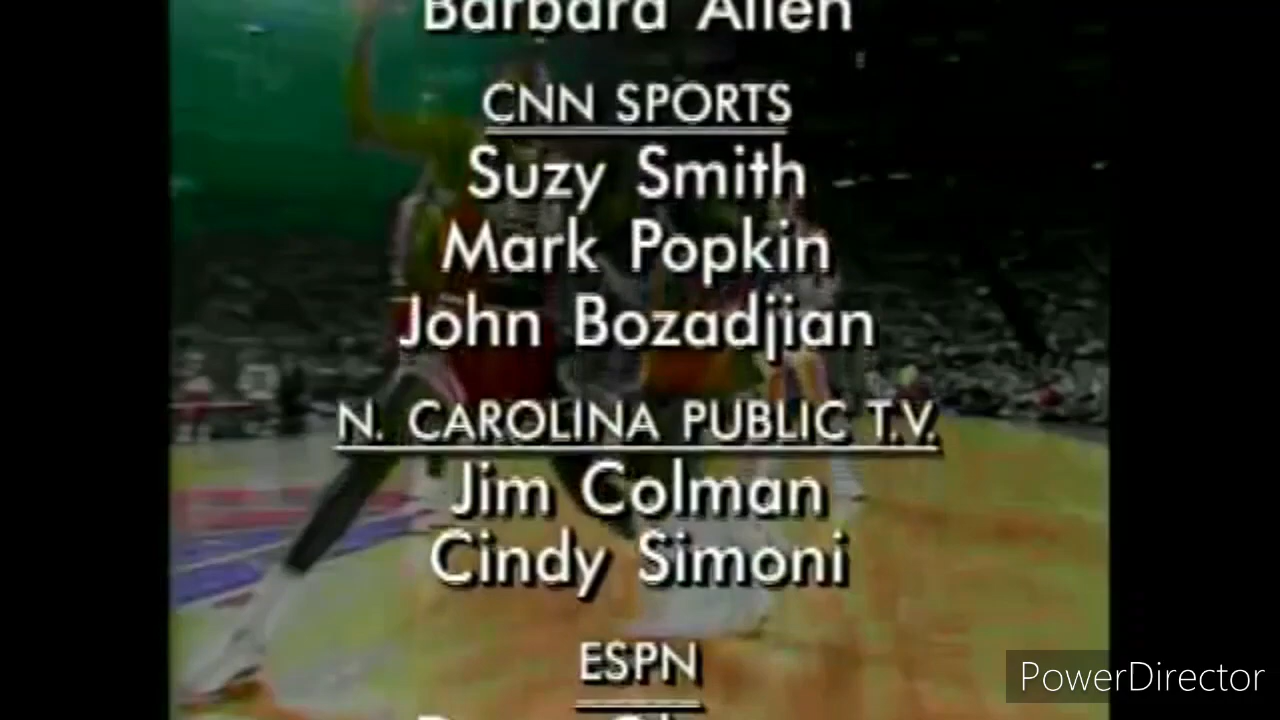 Barbara Allen
CNN SPORTS
Suzy Smith
Mark Popkin
John Bozadjian
N. CAROLINA PUBLIC T.V.
Jim Colman
Cindy Simoni
ESPN
PowerDirector